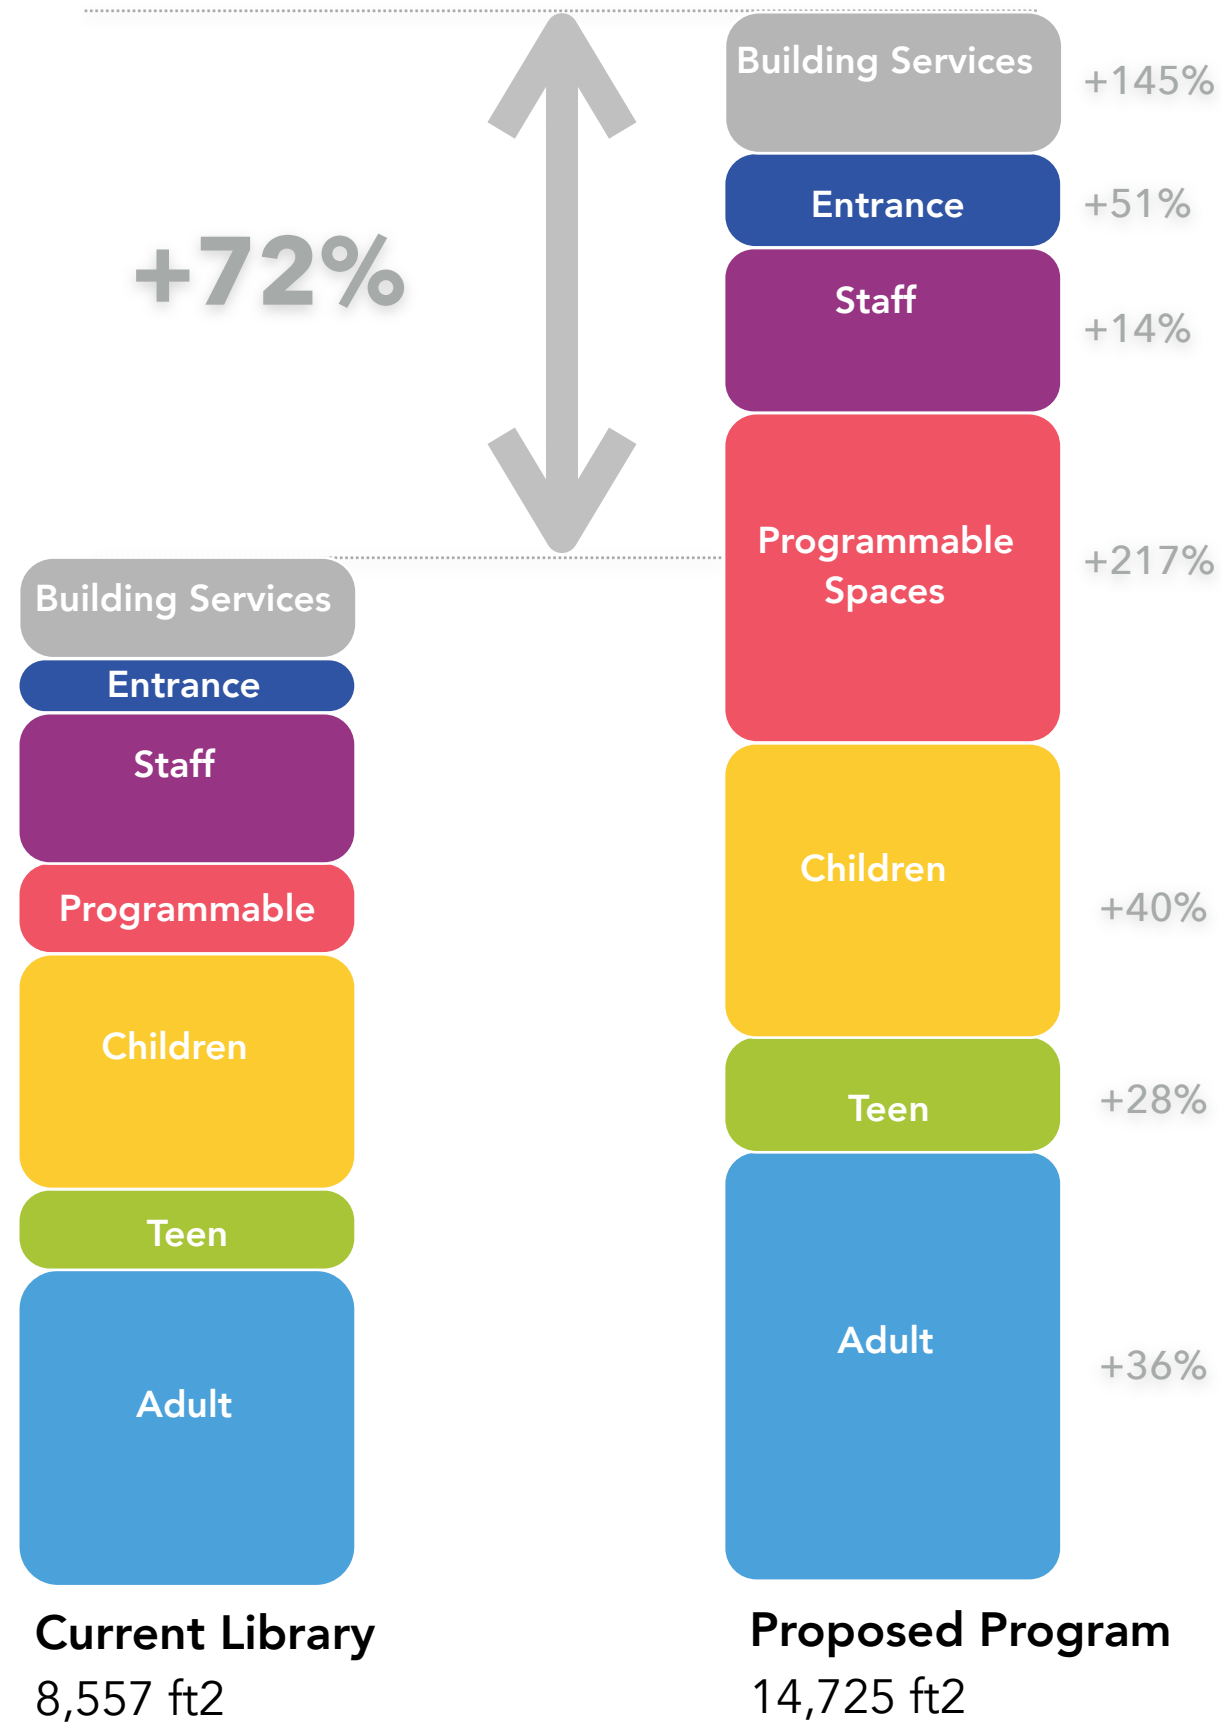 +72%
Building Services
Entrance
Staff
Programmable
Children
Teen
Adult
Current Library
8,557 ft2
Building Services
+145%
Entrance
+51%
Staff
+14%
Programmable
Spaces
+217%
Children
+40%
Teen
+28%
Adult
+36%
Proposed Program
14,725 ft2